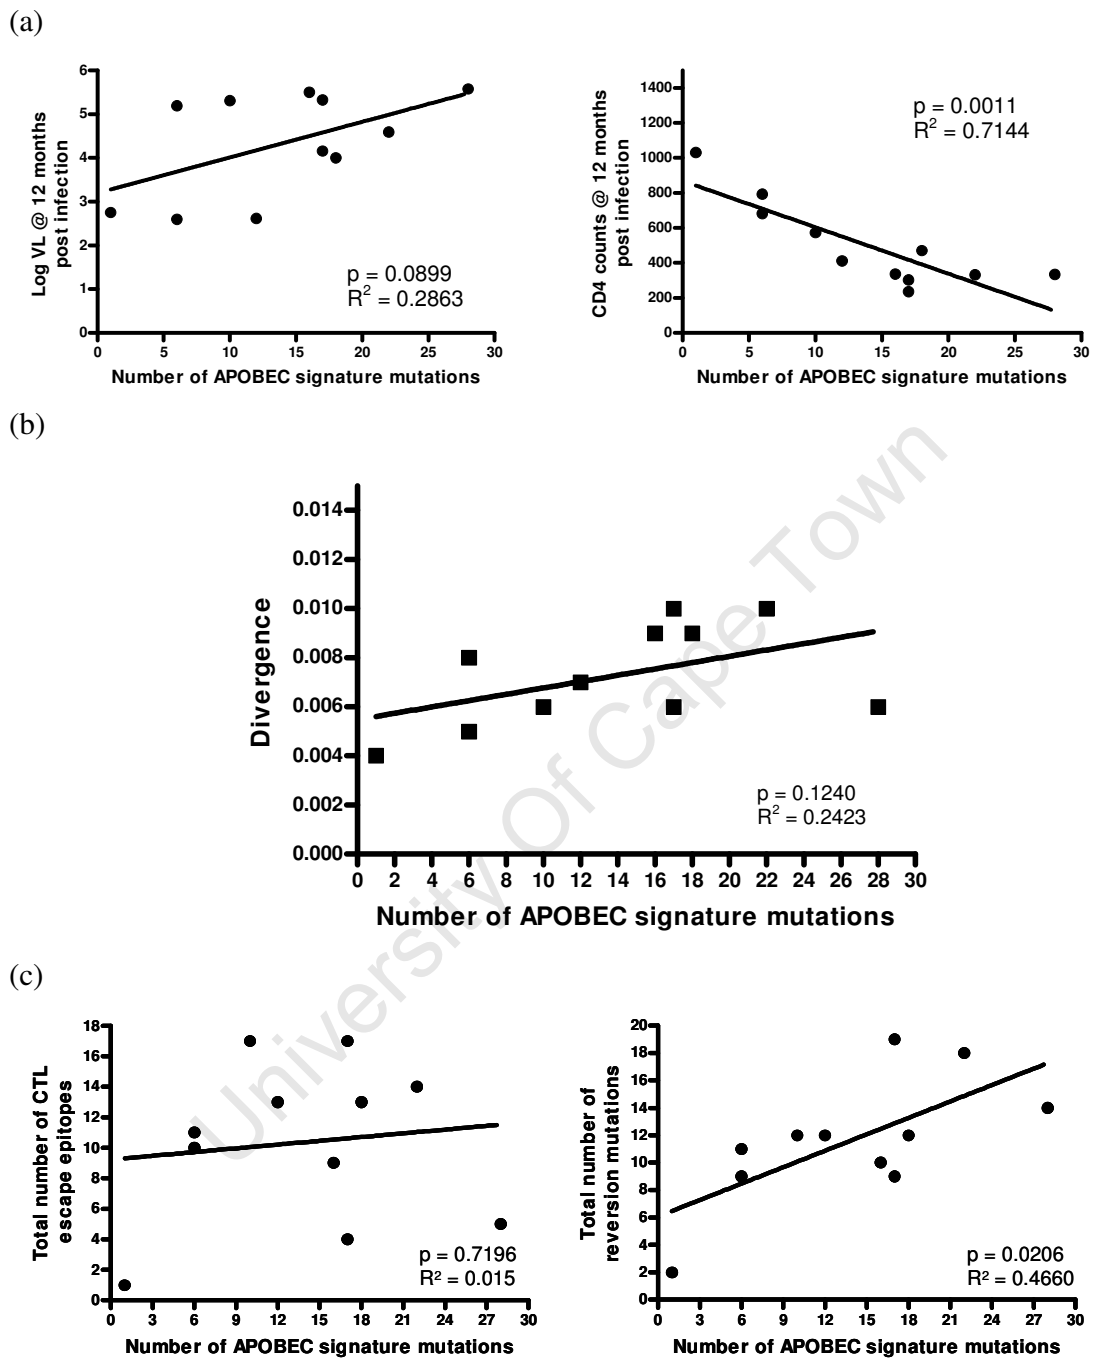 (a)
Log VL @ 12 months
post infection
6
5
4
3
2
1
0
p = 0.0899
R² = 0.2863
0 5 10 15 20 25 30
Number of APOBEC signature mutations
CD4 counts @ 12 months
post infection
1400
1200
1000
800
600
400
200
0
p = 0.0011
R² = 0.7144
0 5 10 15 20 25 30
Number of APOBEC signature mutations
(b)
Divergence
0.014
0.012
0.010
0.008
0.006
0.004
0.002
0.000
p = 0.1240
R² = 0.2423
0 2 4 6 8 10 12 14 16 18 20 22 24 26 28 30
Number of APOBEC signature mutations
(c)
Total number of CTL
escape epitopes
18
16
14
12
10
8
6
4
2
0
p = 0.7196
R² = 0.015
0 3 6 9 12 15 18 21 24 27 30
Number of APOBEC signature mutations
Total number of
reversion mutations
20
18
16
14
12
10
8
6
4
2
0
p = 0.0206
R² = 0.4660
0 3 6 9 12 15 18 21 24 27 30
Number of APOBEC signature mutations
University Of Cape Town